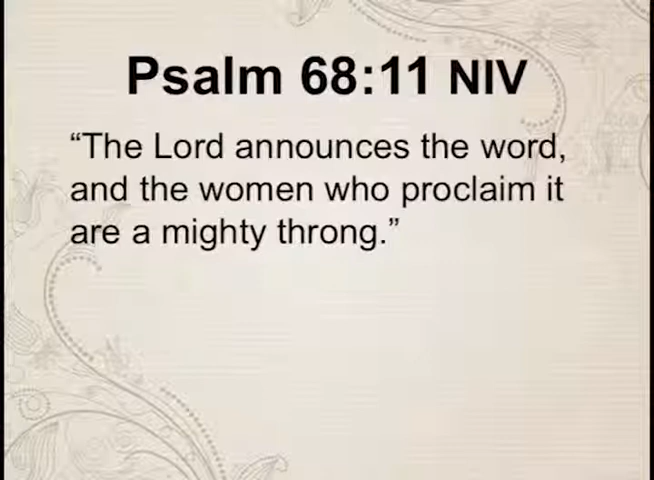 Psalm 68:11 NIV
“The Lord announces the word,
and the women who proclaim it
are a mighty throng.”